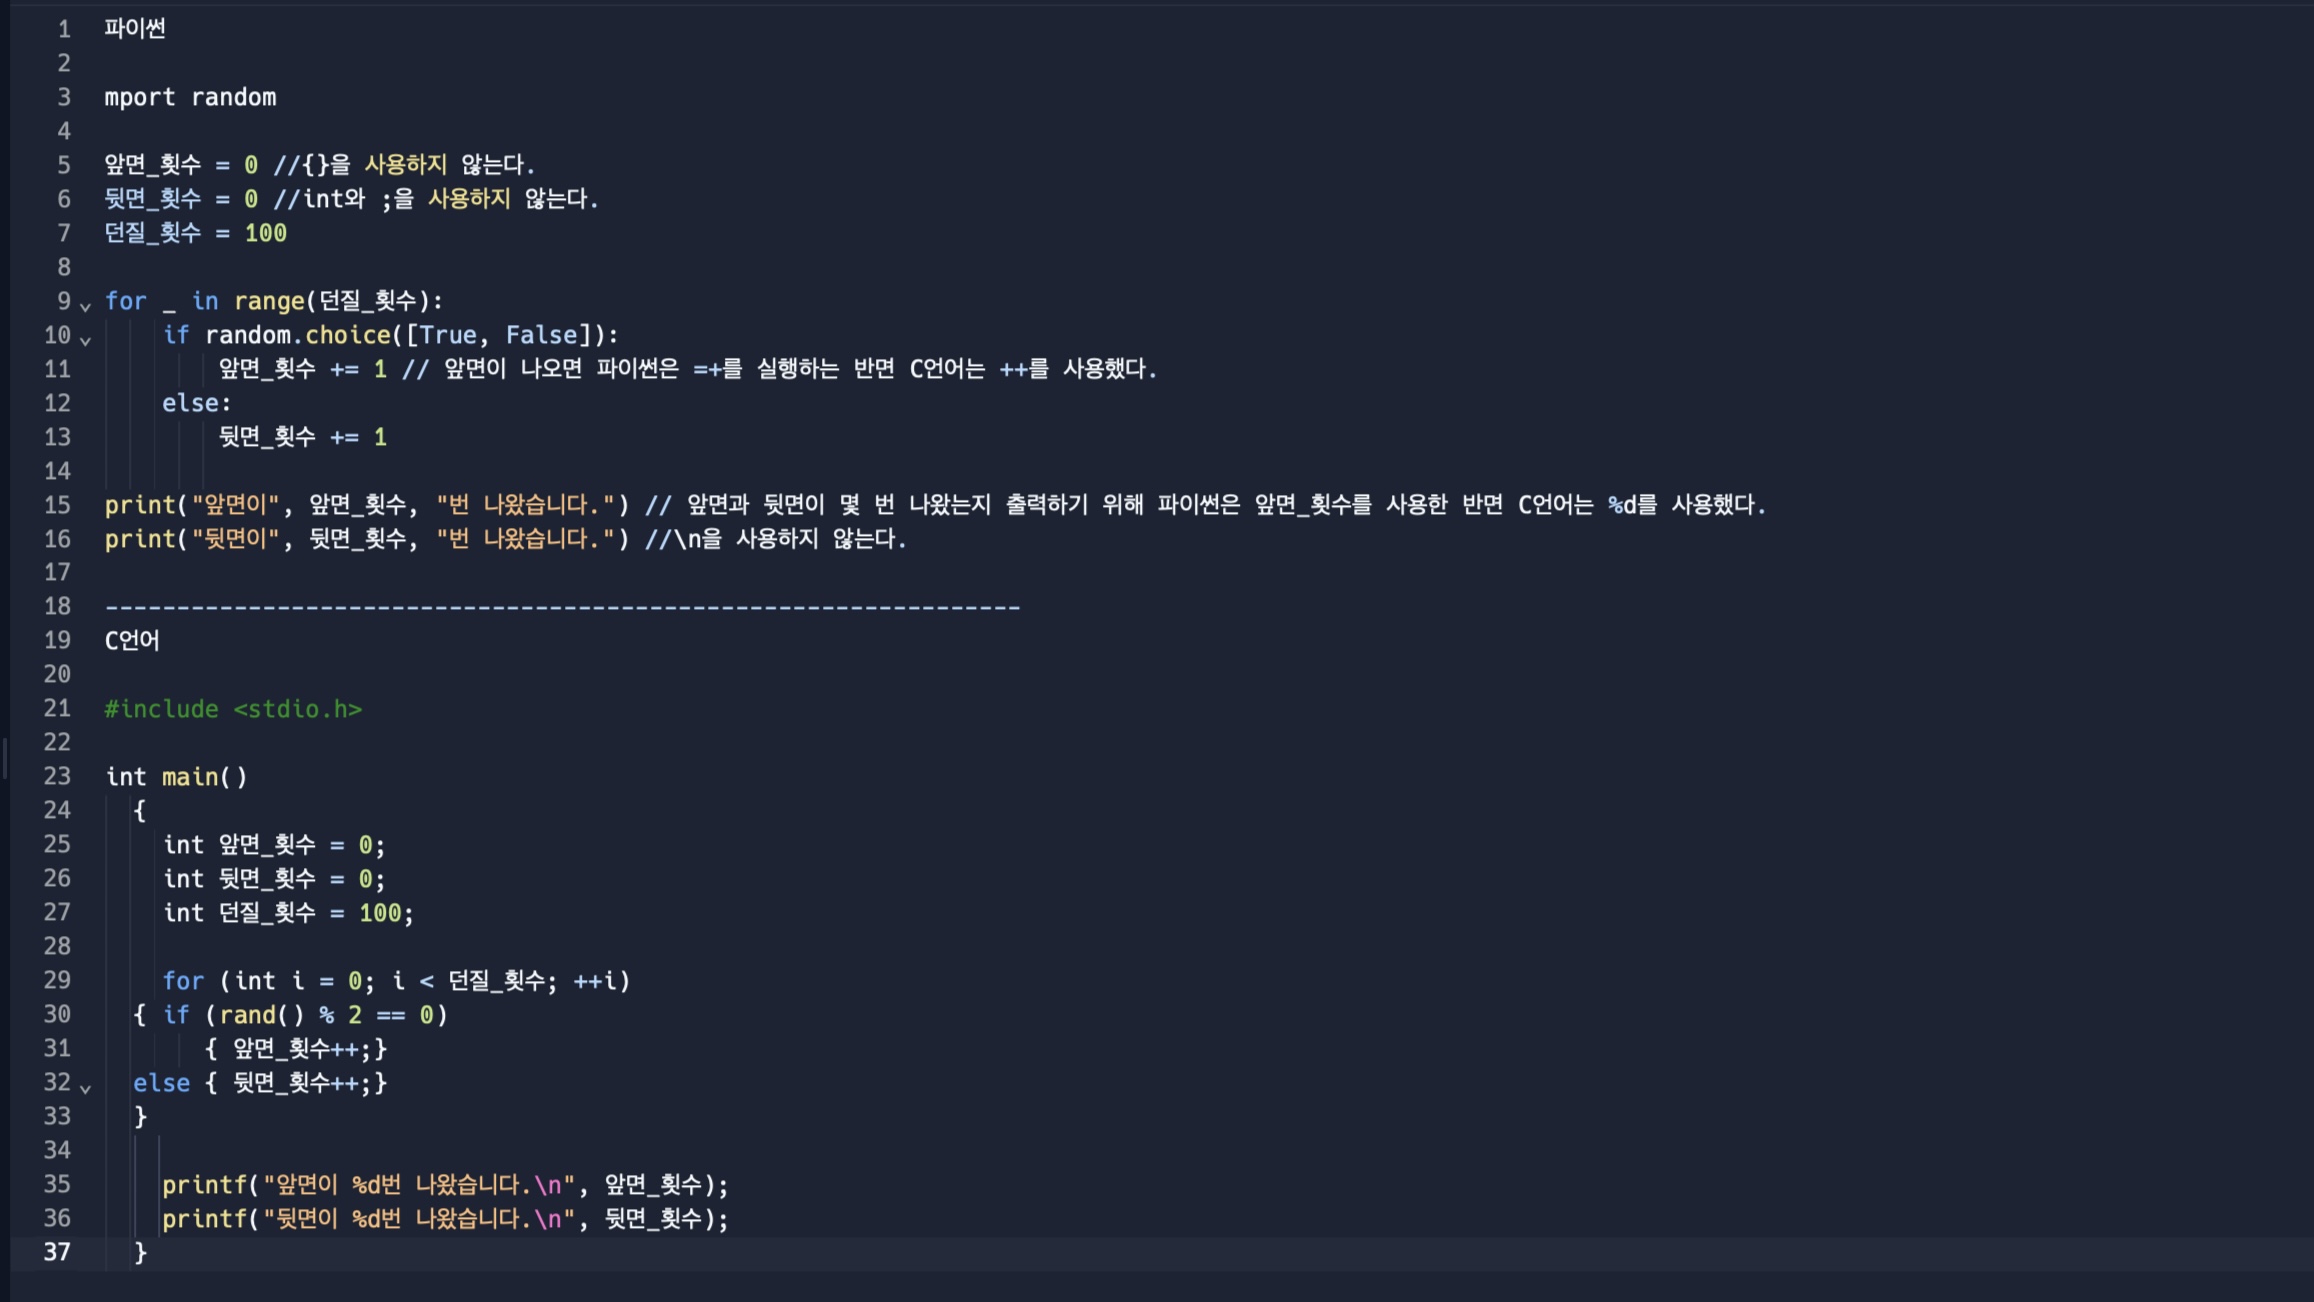 1 파이썬
2
3 mport random
4
5 앞면_횟수 = 0 //{}을 사용하지 않는다.
6 뒷면_횟수 = 0 //int와 ;을 사용하지 않는다.
7 던질_횟수 = 100
8
9 for _ in range(던질_횟수):
10 if random.choice([True, False]):
11 앞면_횟수 += 1 // 앞면이 나오면 파이썬은 =+를 실행하는 반면 C언어는 ++를 사용했다.
12 else:
13 뒷면_횟수 += 1
14
15 print("앞면이", 앞면_횟수, "번 나왔습니다.") // 앞면과 뒷면이 몇 번 나왔는지 출력하기 위해 파이썬은 앞면_횟수를 사용한 반면 C언어는 %d를 사용했다.
16 print("뒷면이", 뒷면_횟수, "번 나왔습니다.") //\n을 사용하지 않는다.
17
18 ----------------------------------------------------------------
19 C언어
20
21 #include <stdio.h>
22
23 int main()
24 {
25 int 앞면_횟수 = 0;
26 int 뒷면_횟수 = 0;
27 int 던질_횟수 = 100;
28
29 for (int i = 0; i < 던질_횟수; ++i)
30 { if (rand() % 2 == 0)
31 { 앞면_횟수++;}
32 else { 뒷면_횟수++;}
33 }
34
35 printf("앞면이 %d번 나왔습니다.\n", 앞면_횟수);
36 printf("뒷면이 %d번 나왔습니다.\n", 뒷면_횟수);
37 }